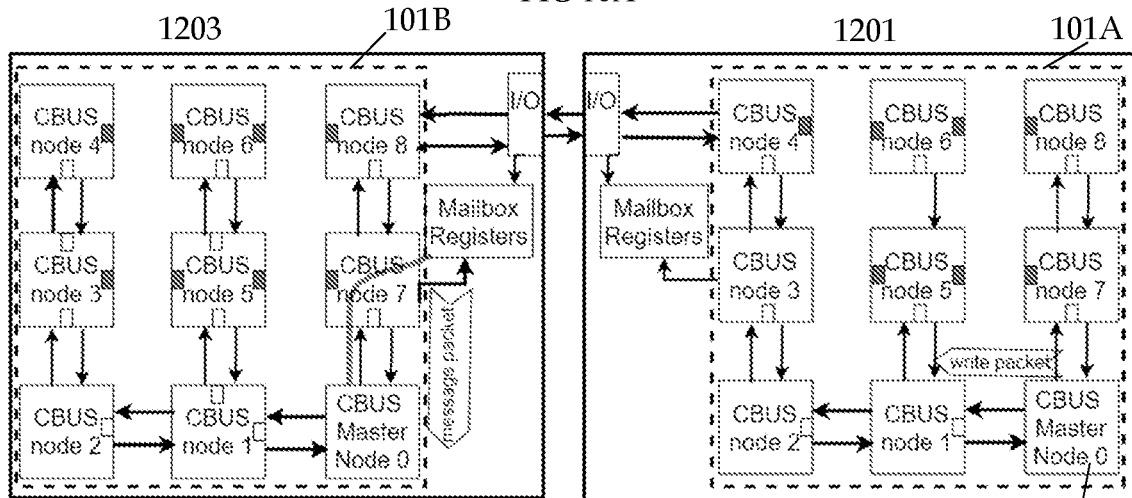 1203
101B
1201
101A
CBUS
node 4
CBUS
node 6
CBUS
node 8
I/O
I/O
CBUS
node 4
CBUS
node 6
CBUS
node 8
Mailbox
Registers
Mailbox
Registers
CBUS
node 3
CBUS
node 5
CBUS
node 7
message packet
CBUS
node 3
CBUS
node 5
CBUS
node 7
write packet
CBUS
node 2
CBUS
node 1
CBUS
Master
Node 0
CBUS
node 2
CBUS
node 1
CBUS
Master
Node 0